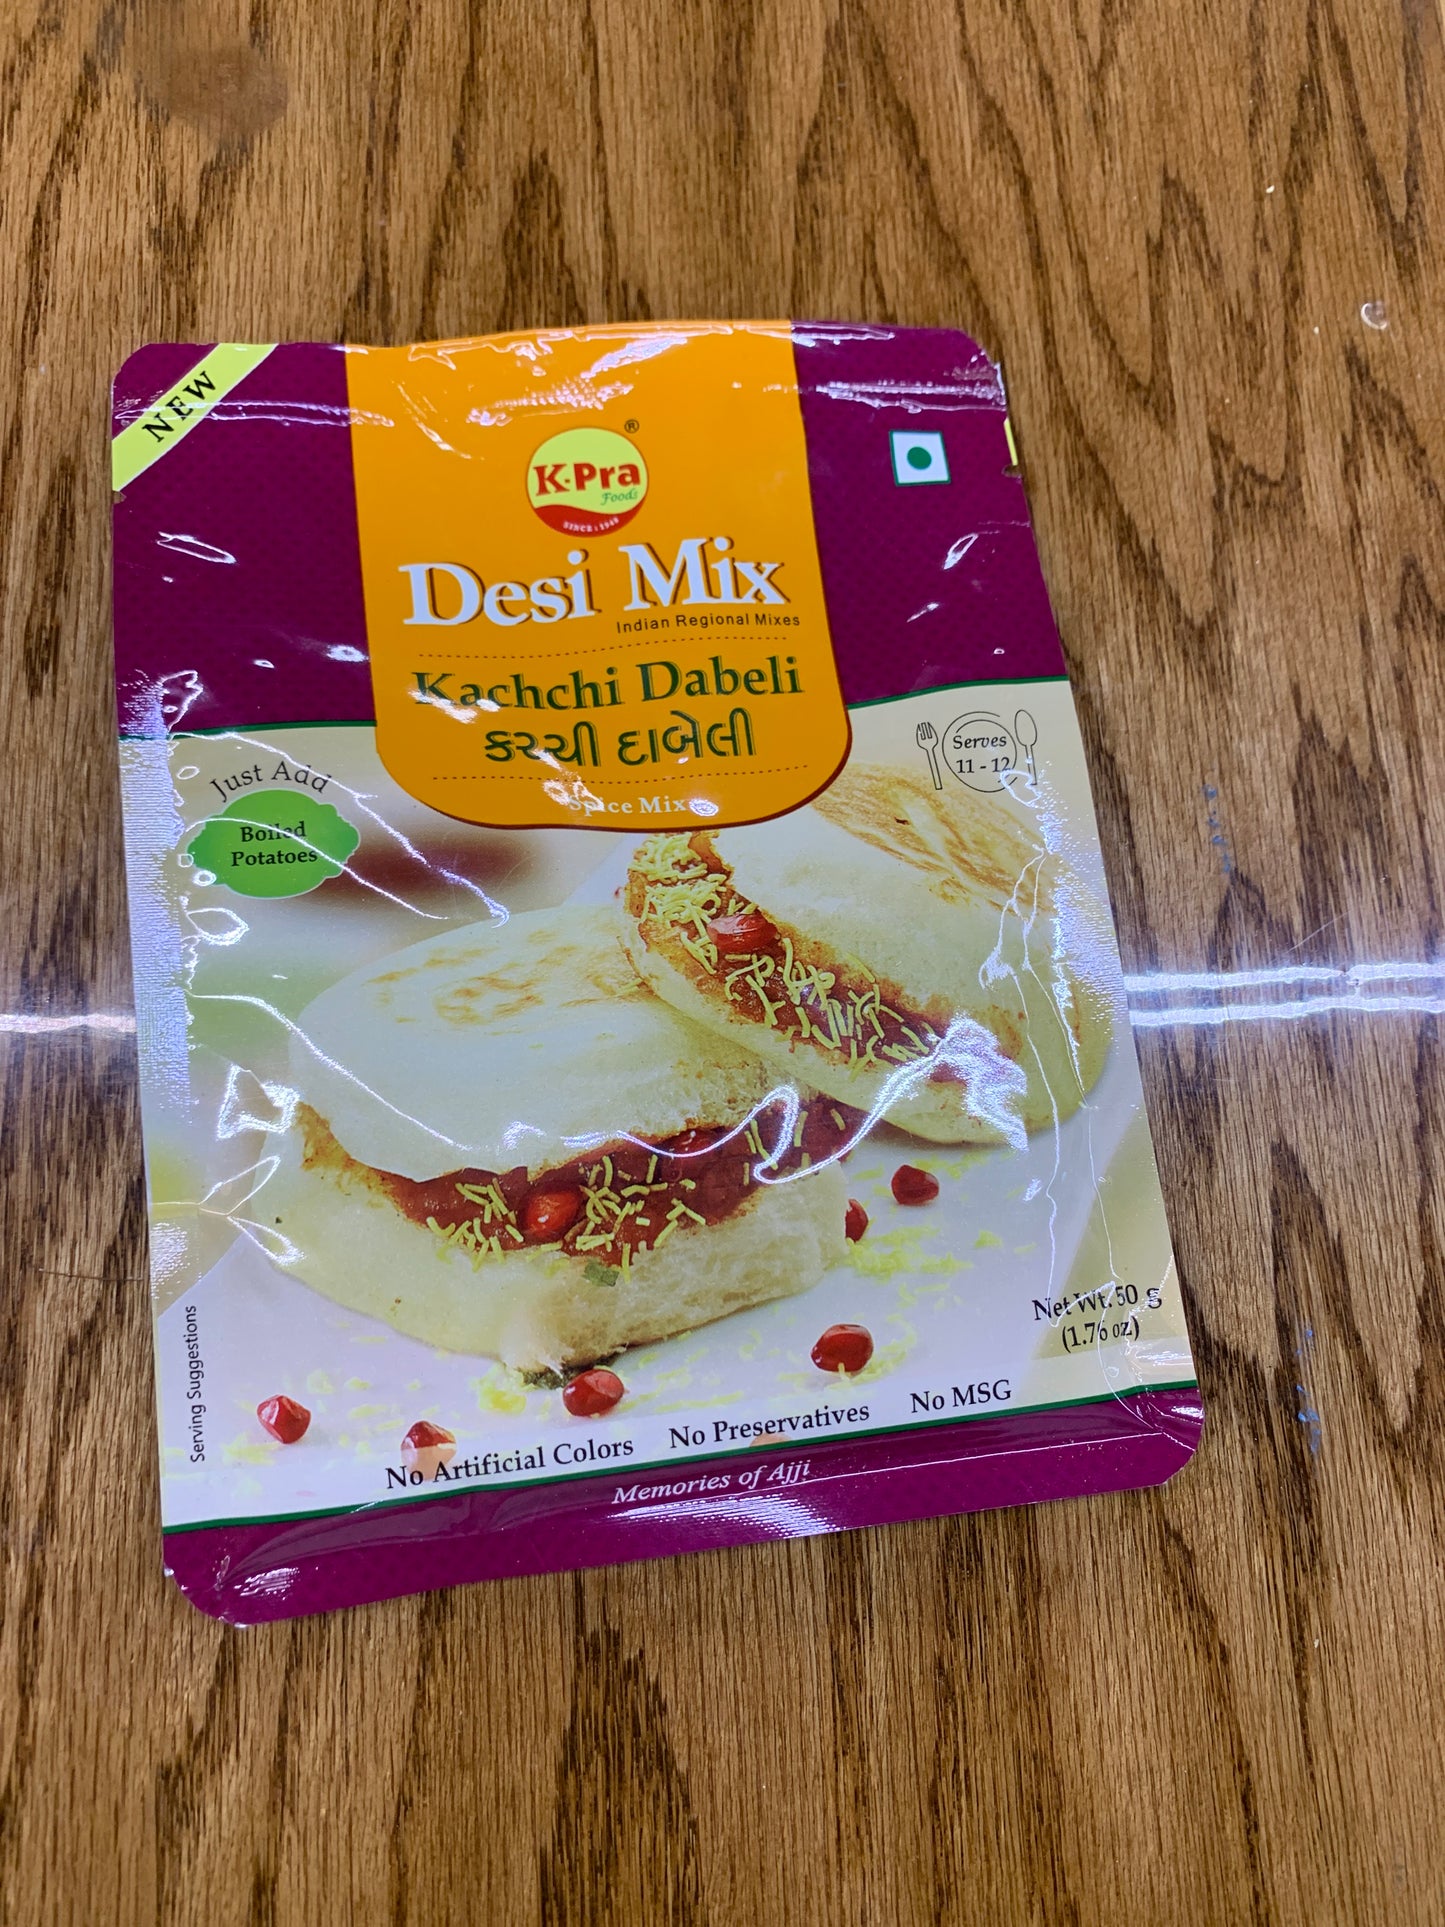 NEW
®
K-Pra
Foods
SINCE : 1948
Desi Mix
Indian Regional Mixes
Kachchi Dabeli
કચ્ચી દાબેલી
Spice Mix
Just Add
Boiled
Potatoes
Serves
11 - 12
Net Wt. 50 g
(1.76 oz)
Serving Suggestions
No Artificial Colors No Preservatives No MSG
Memories of Ajji